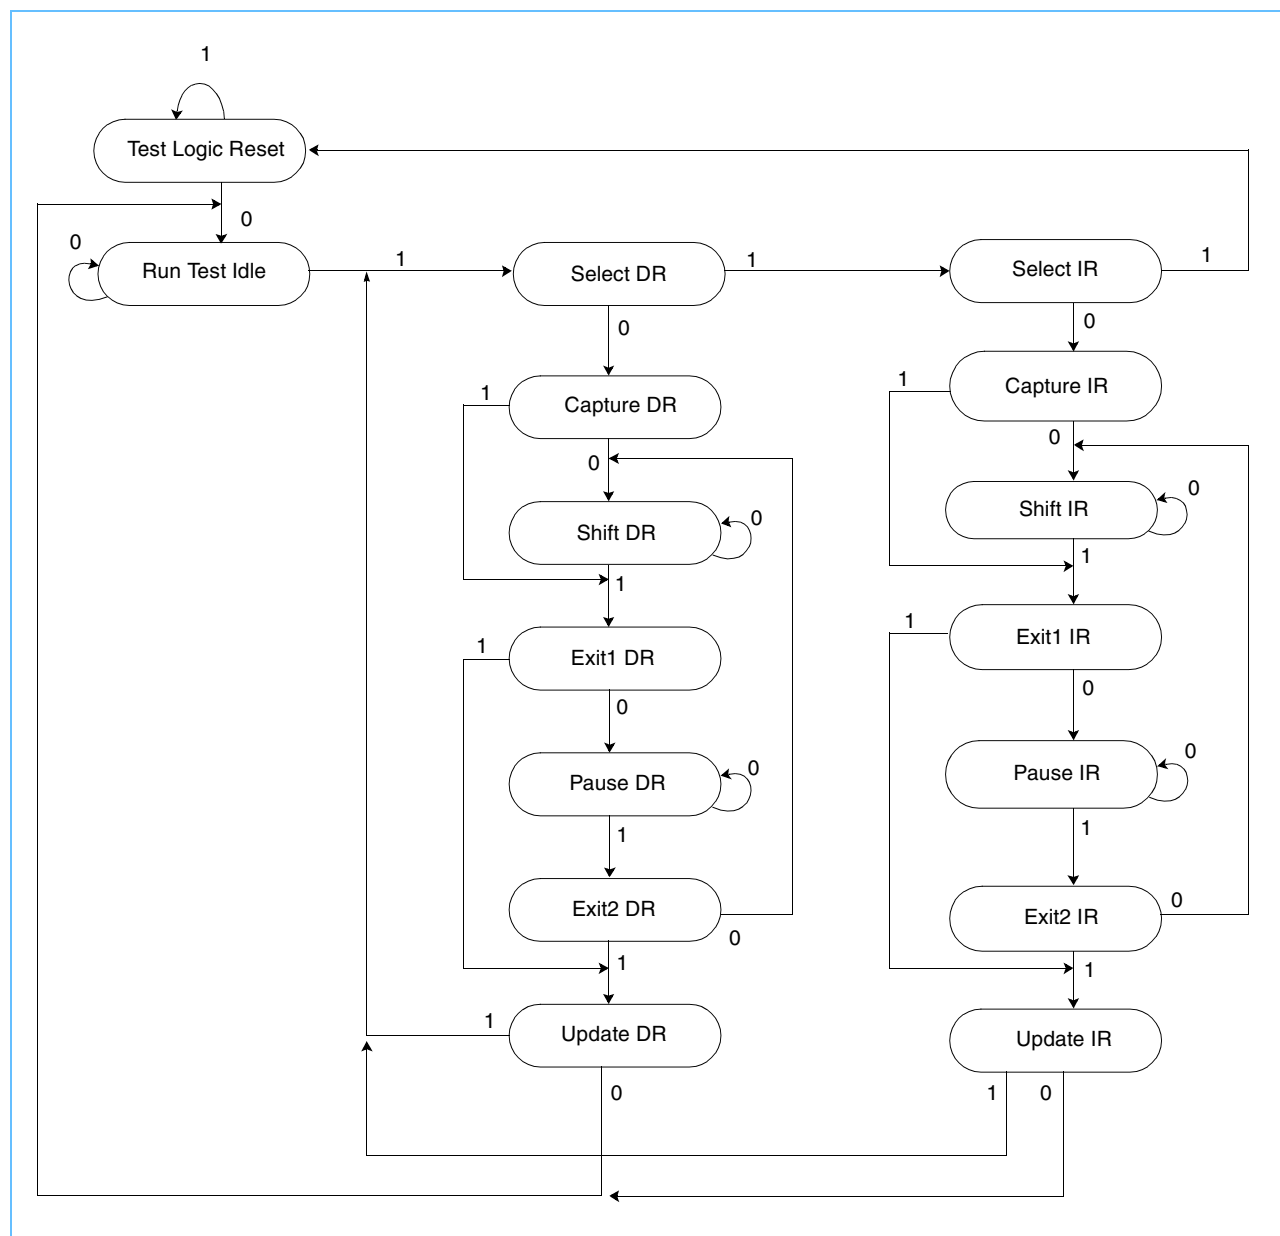 1
Test Logic Reset
0
0
Run Test Idle
1
Select DR
1
Select IR
1
0
0
1
Capture DR
1
Capture IR
0
0
Shift DR
0
Shift IR
0
1
1
1
Exit1 DR
1
Exit1 IR
0
0
Pause DR
0
Pause IR
0
1
1
Exit2 DR
0
Exit2 IR
0
1
1
1
Update DR
Update IR
0
1
0